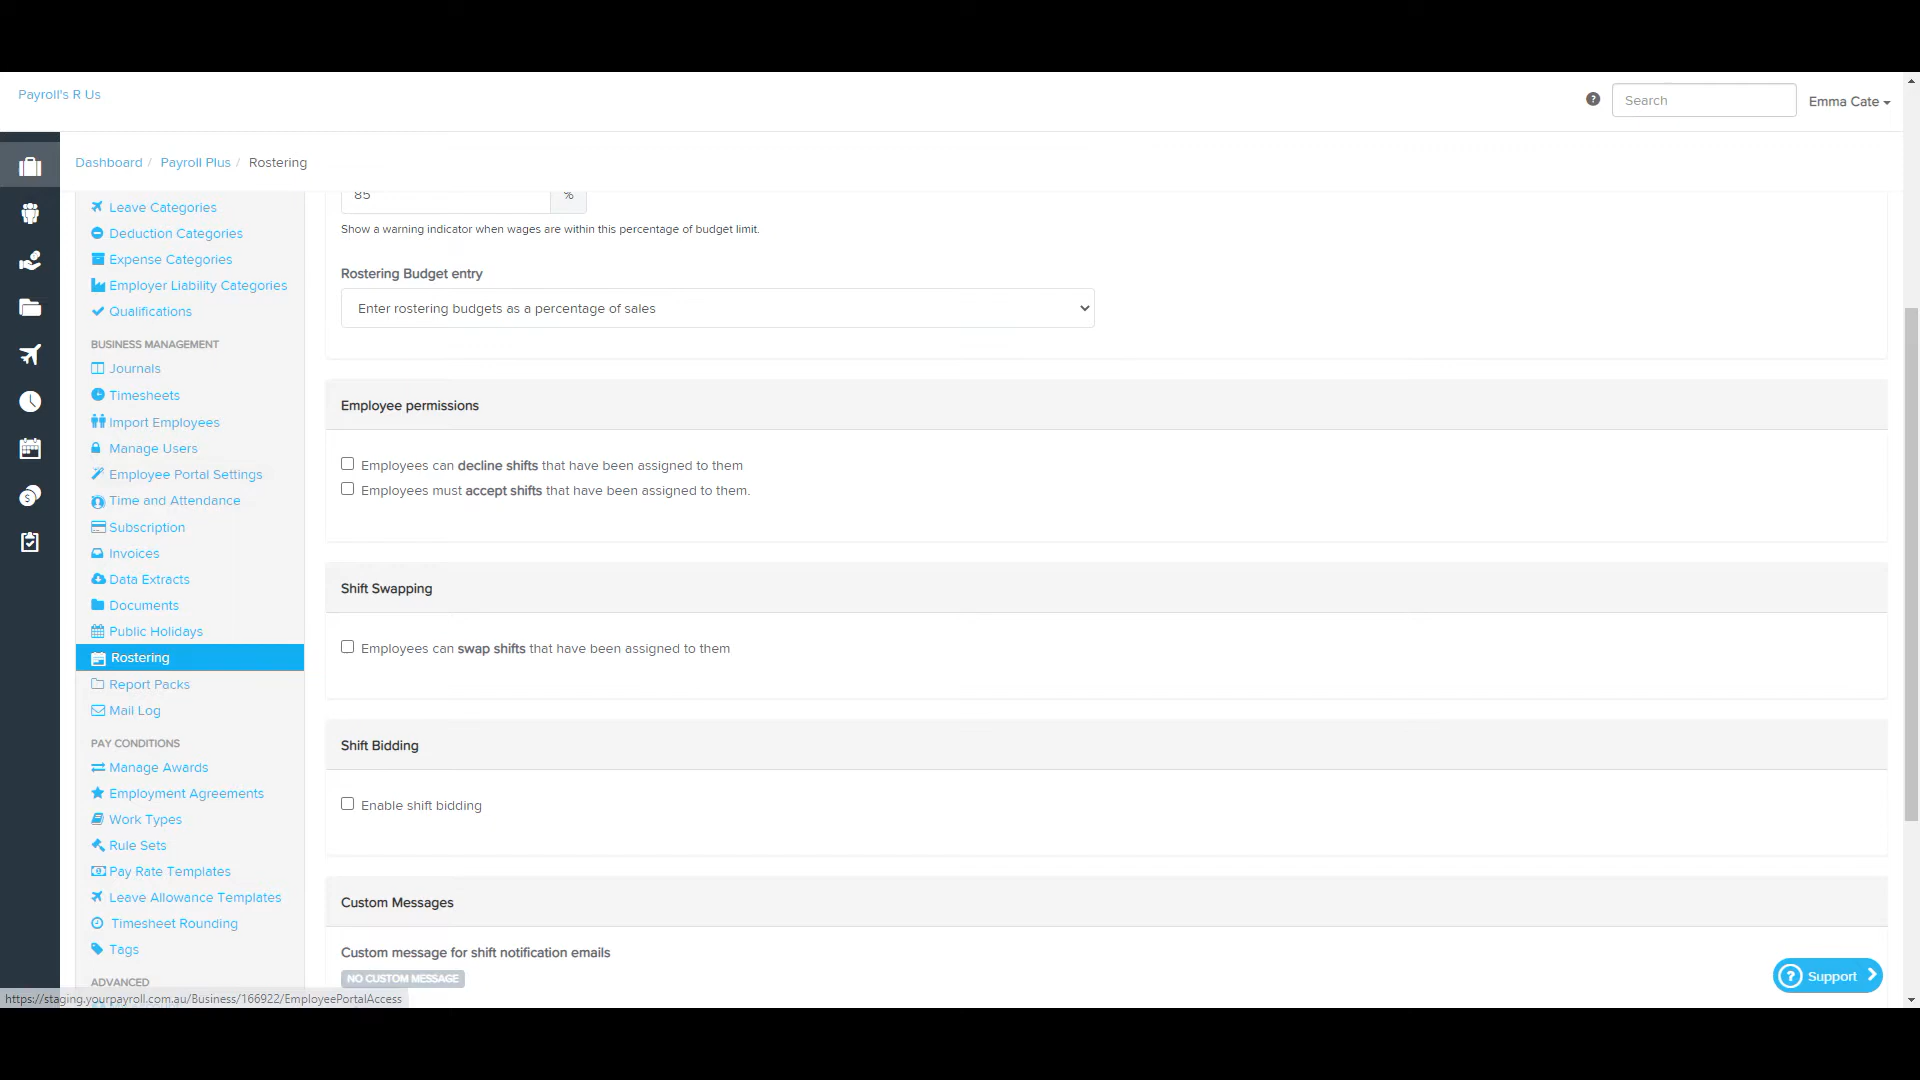 Payroll's R Us
Search
Emma Cate
Dashboard / Payroll Plus / Rostering
Leave Categories
Deduction Categories
Expense Categories
Employer Liability Categories
Qualifications
BUSINESS MANAGEMENT
Journals
Timesheets
Import Employees
Manage Users
Employee Portal Settings
Time and Attendance
Subscription
Invoices
Data Extracts
Documents
Public Holidays
Rostering
Report Packs
Mail Log
PAY CONDITIONS
Manage Awards
Employment Agreements
Work Types
Rule Sets
Pay Rate Templates
Leave Allowance Templates
Timesheet Rounding
Tags
ADVANCED
https://staging.yourpayroll.com.au/Business/166922/EmployeePortalAccess
85 %
Show a warning indicator when wages are within this percentage of budget limit.
Rostering Budget entry
Enter rostering budgets as a percentage of sales
Employee permissions
Employees can decline shifts that have been assigned to them
Employees must accept shifts that have been assigned to them.
Shift Swapping
Employees can swap shifts that have been assigned to them
Shift Bidding
Enable shift bidding
Custom Messages
Custom message for shift notification emails
NO CUSTOM MESSAGE
? Support